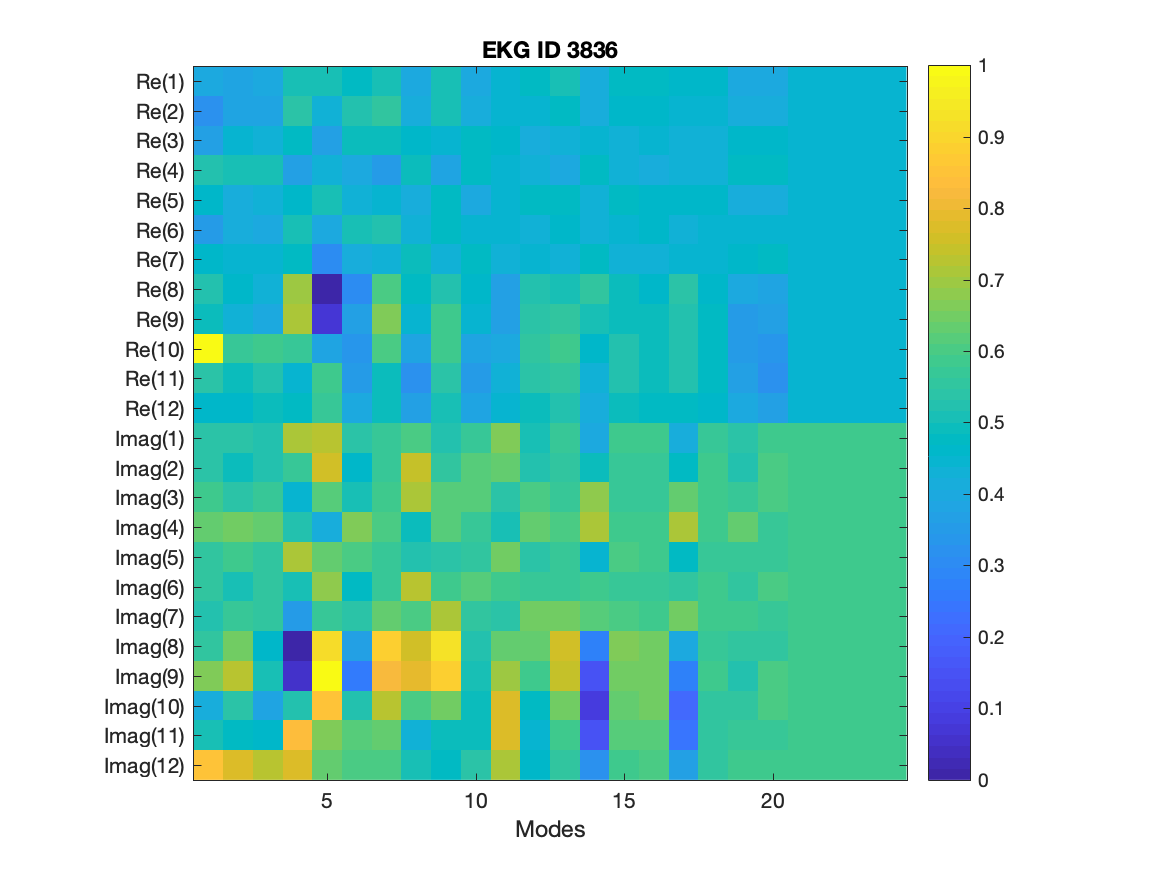 EKG ID 3836
Re(1)
Re(2)
Re(3)
Re(4)
Re(5)
Re(6)
Re(7)
Re(8)
Re(9)
Re(10)
Re(11)
Re(12)
Imag(1)
Imag(2)
Imag(3)
Imag(4)
Imag(5)
Imag(6)
Imag(7)
Imag(8)
Imag(9)
Imag(10)
Imag(11)
Imag(12)
5 10 15 20
Modes
1
0.9
0.8
0.7
0.6
0.5
0.4
0.3
0.2
0.1
0